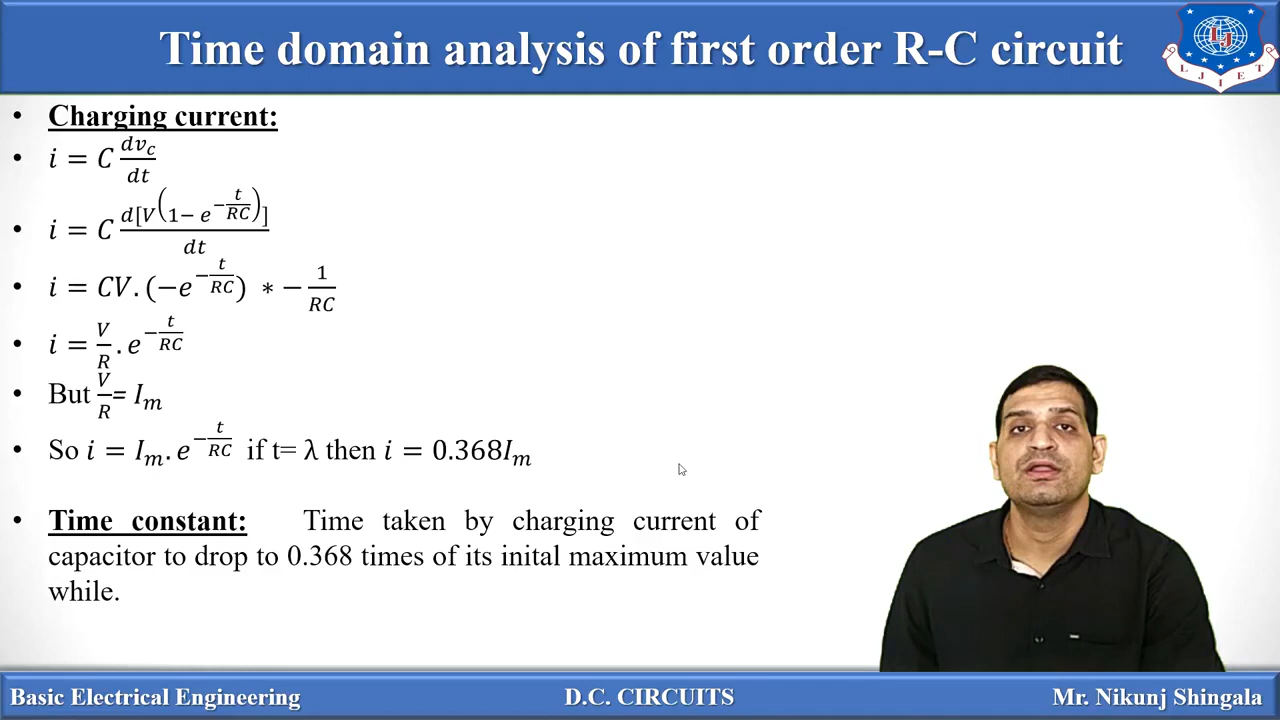 Time domain analysis of first order R-C circuit
LJ
L J I E T
• Charging current:
• i = C dv_c/dt
• i = C d[V(1− e^(−t/RC))]/dt
• i = CV.(−e^(−t/RC)) ∗ − 1/RC
• i = V/R . e^(−t/RC)
• But V/R = I_m
• So i = I_m. e^(−t/RC) if t= λ then i = 0.368I_m
• Time constant: Time taken by charging current of
capacitor to drop to 0.368 times of its inital maximum value
while.
Basic Electrical Engineering D.C. CIRCUITS Mr. Nikunj Shingala